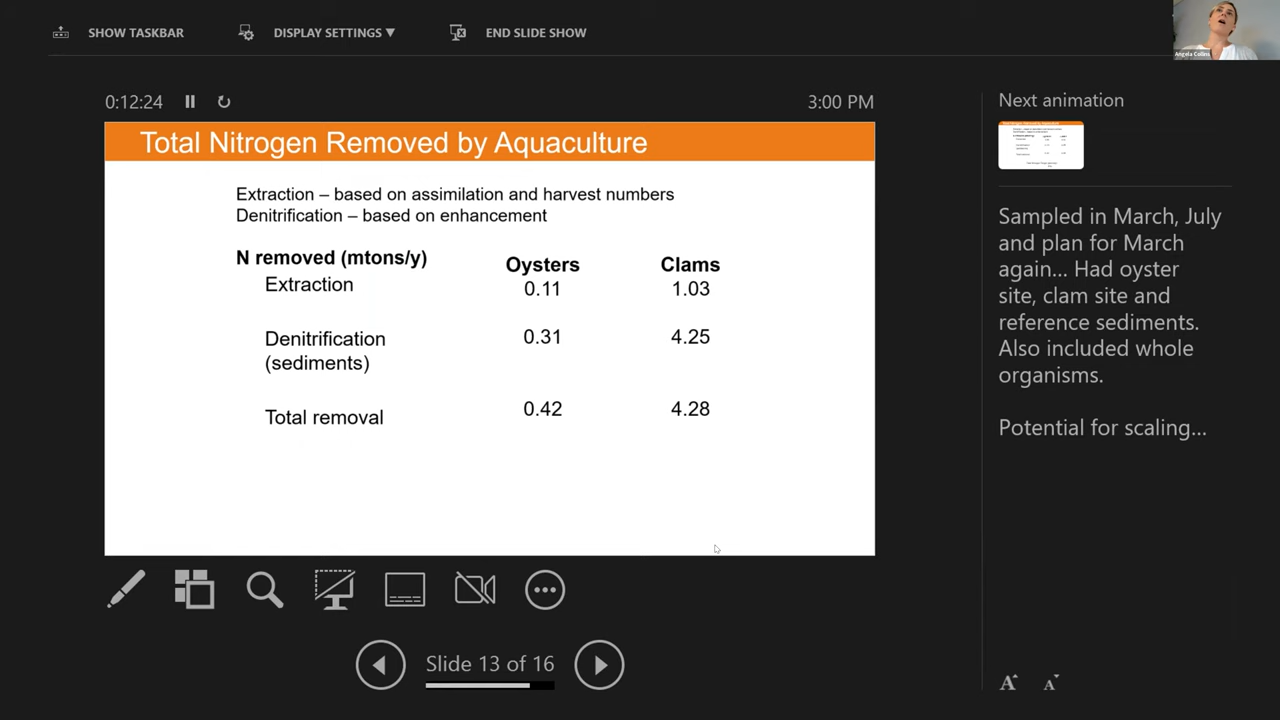 SHOW TASKBAR
DISPLAY SETTINGS ▼
END SLIDE SHOW
Angela Collins
0:12:24
3:00 PM
Next animation
Total Nitrogen Removed by Aquaculture
Extraction – based on assimilation and harvest numbers
Denitrification – based on enhancement
N removed (mtons/y) Oysters Clams
Extraction 0.11 1.03
Denitrification 0.31 4.25
(sediments)
Total removal 0.42 4.28
Sampled in March, July
and plan for March
again... Had oyster
site, clam site and
reference sediments.
Also included whole
organisms.
Potential for scaling...
Slide 13 of 16
A A